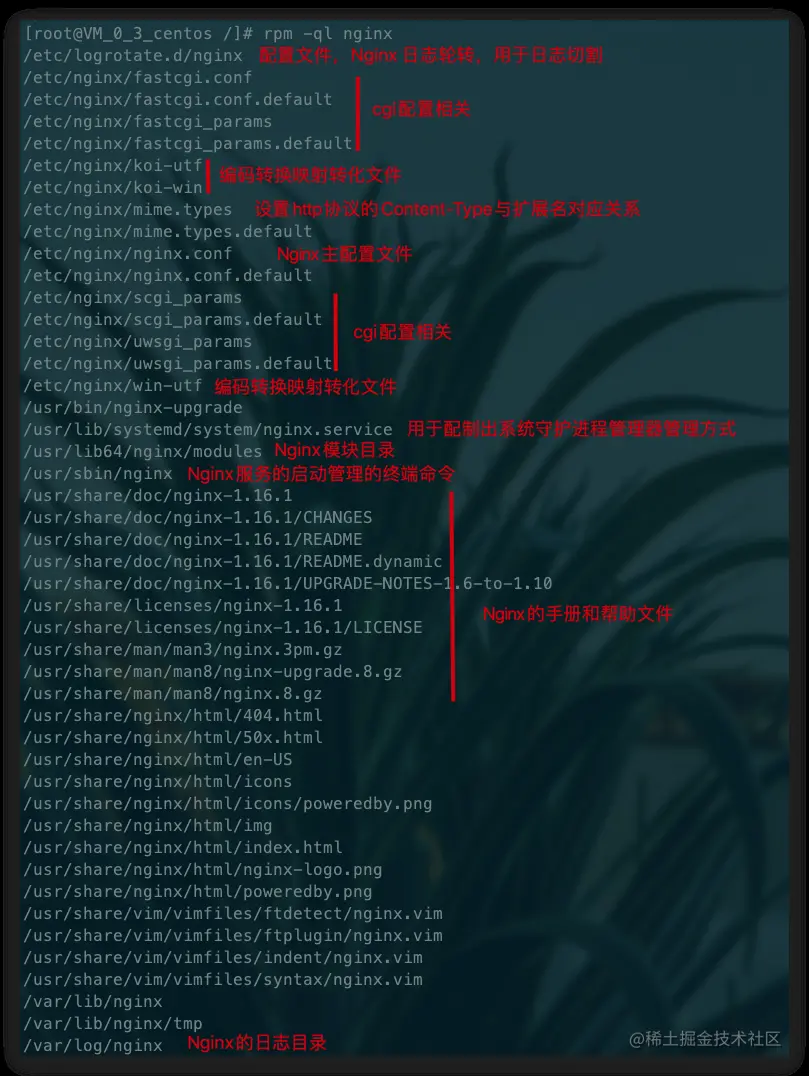 [root@VM_0_3_centos /]# rpm -ql nginx
/etc/logrotate.d/nginx 配置文件，Nginx 日志轮转，用于日志切割
/etc/nginx/fastcgi.conf
/etc/nginx/fastcgi.conf.default
cgi配置相关
/etc/nginx/fastcgi_params
/etc/nginx/fastcgi_params.default
/etc/nginx/koi-utf
编码转换映射转化文件
/etc/nginx/koi-win
/etc/nginx/mime.types 设置http协议的Content-Type与扩展名对应关系
/etc/nginx/mime.types.default
/etc/nginx/nginx.conf Nginx主配置文件
/etc/nginx/nginx.conf.default
/etc/nginx/scgi_params
/etc/nginx/scgi_params.default
cgi配置相关
/etc/nginx/uwsgi_params
/etc/nginx/uwsgi_params.default
/etc/nginx/win-utf 编码转换映射转化文件
/usr/bin/nginx-upgrade
/usr/lib/systemd/system/nginx.service 用于配制出系统守护进程管理器管理方式
/usr/lib64/nginx/modules Nginx模块目录
/usr/sbin/nginx Nginx服务的启动管理的终端命令
/usr/share/doc/nginx-1.16.1
/usr/share/doc/nginx-1.16.1/CHANGES
/usr/share/doc/nginx-1.16.1/README
/usr/share/doc/nginx-1.16.1/README.dynamic
/usr/share/doc/nginx-1.16.1/UPGRADE-NOTES-1.6-to-1.10
/usr/share/licenses/nginx-1.16.1
Nginx的手册和帮助文件
/usr/share/licenses/nginx-1.16.1/LICENSE
/usr/share/man/man3/nginx.3pm.gz
/usr/share/man/man8/nginx-upgrade.8.gz
/usr/share/man/man8/nginx.8.gz
/usr/share/nginx/html/404.html
/usr/share/nginx/html/50x.html
/usr/share/nginx/html/en-US
/usr/share/nginx/html/icons
/usr/share/nginx/html/icons/poweredby.png
/usr/share/nginx/html/img
/usr/share/nginx/html/index.html
/usr/share/nginx/html/nginx-logo.png
/usr/share/nginx/html/poweredby.png
/usr/share/vim/vimfiles/ftdetect/nginx.vim
/usr/share/vim/vimfiles/ftplugin/nginx.vim
/usr/share/vim/vimfiles/indent/nginx.vim
/usr/share/vim/vimfiles/syntax/nginx.vim
/var/lib/nginx
/var/lib/nginx/tmp
/var/log/nginx Nginx的日志目录
@稀土掘金技术社区